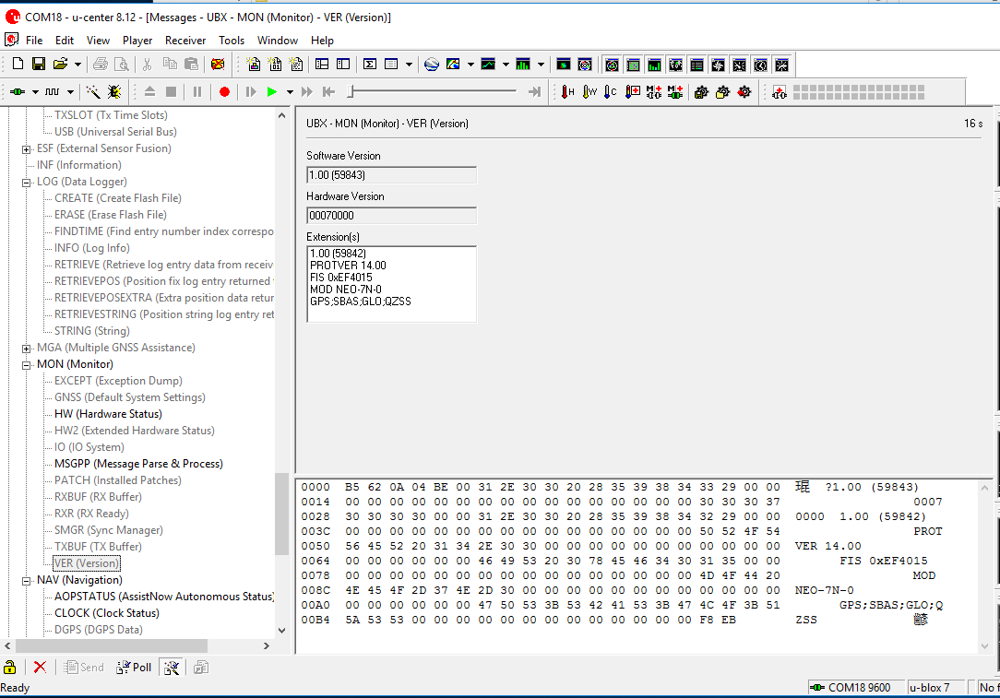 COM18 - u-center 8.12 - [Messages - UBX - MON (Monitor) - VER (Version)]
File Edit View Player Receiver Tools Window Help
TXSLOT (Tx Time Slots)
USB (Universal Serial Bus)
ESF (External Sensor Fusion)
INF (Information)
LOG (Data Logger)
CREATE (Create Flash File)
ERASE (Erase Flash File)
FINDTIME (Find entry number index correspo
INFO (Log Info)
RETRIEVE (Retrieve log entry data from receiv
RETRIEVEPOS (Position fix log entry returned
RETRIEVEPOSEXTRA (Extra position data retur
RETRIEVESTRING (Position string log entry ret
STRING (String)
MGA (Multiple GNSS Assistance)
MON (Monitor)
EXCEPT (Exception Dump)
GNSS (Default System Settings)
HW (Hardware Status)
HW2 (Extended Hardware Status)
IO (IO System)
MSGPP (Message Parse & Process)
PATCH (Installed Patches)
RXBUF (RX Buffer)
RXR (RX Ready)
SMGR (Sync Manager)
TXBUF (TX Buffer)
VER (Version)
NAV (Navigation)
AOPSTATUS (AssistNow Autonomous Status)
CLOCK (Clock Status)
DGPS (DGPS Data)
UBX - MON (Monitor) - VER (Version) 16 s
Software Version
1.00 (59843)
Hardware Version
00070000
Extension(s)
1.00 (59842)
PROTVER 14.00
FIS 0xEF4015
MOD NEO-7N-0
GPS;SBAS;GLO;QZSS
0000 B5 62 0A 04 BE 00 31 2E 30 30 20 28 35 39 38 34 33 29 00 00 琨 ?1.00 (59843)
0014 00 00 00 00 00 00 00 00 00 00 00 00 00 00 00 00 30 30 30 37 0007
0028 30 30 30 30 00 00 31 2E 30 30 20 28 35 39 38 34 32 29 00 00 0000 1.00 (59842)
003C 00 00 00 00 00 00 00 00 00 00 00 00 00 00 00 00 50 52 4F 54 PROT
0050 56 45 52 20 31 34 2E 30 30 00 00 00 00 00 00 00 00 00 00 00 VER 14.00
0064 00 00 00 00 00 00 46 49 53 20 30 78 45 46 34 30 31 35 00 00 FIS 0xEF4015
0078 00 00 00 00 00 00 00 00 00 00 00 00 00 00 00 00 4D 4F 44 20 MOD
008C 4E 45 4F 2D 37 4E 2D 30 00 00 00 00 00 00 00 00 00 00 00 00 NEO-7N-0
00A0 00 00 00 00 00 00 47 50 53 3B 53 42 41 53 3B 47 4C 4F 3B 51 GPS;SBAS;GLO;Q
00B4 5A 53 53 00 00 00 00 00 00 00 00 00 00 00 00 00 F8 EB ZSS
Send Poll
Ready COM18 9600 u-blox 7 No f